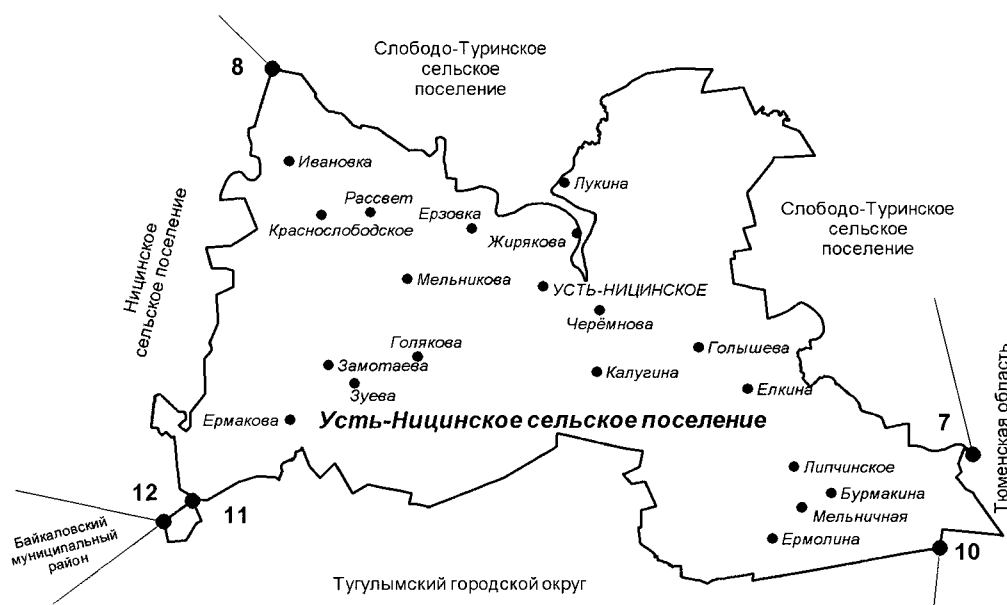 Слободо-Туринское
сельское
поселение
8
Ивановка
Лукина
Рассвет
Краснослободское
Ерзовка
Жирякова
Слободо-Туринское
сельское
поселение
Ницинское
сельское поселение
Мельникова
УСТЬ-НИЦИНСКОЕ
Черёмнова
Голякова
Голышева
Замотаева
Калугина
Зуева
Елкина
Ермакова
Усть-Ницинское сельское поселение
7
Тюменская область
Липчинское
12
Бурмакина
11
Мельничная
Байкаловский
муниципальный
район
Ермолина
10
Тугулымский городской округ